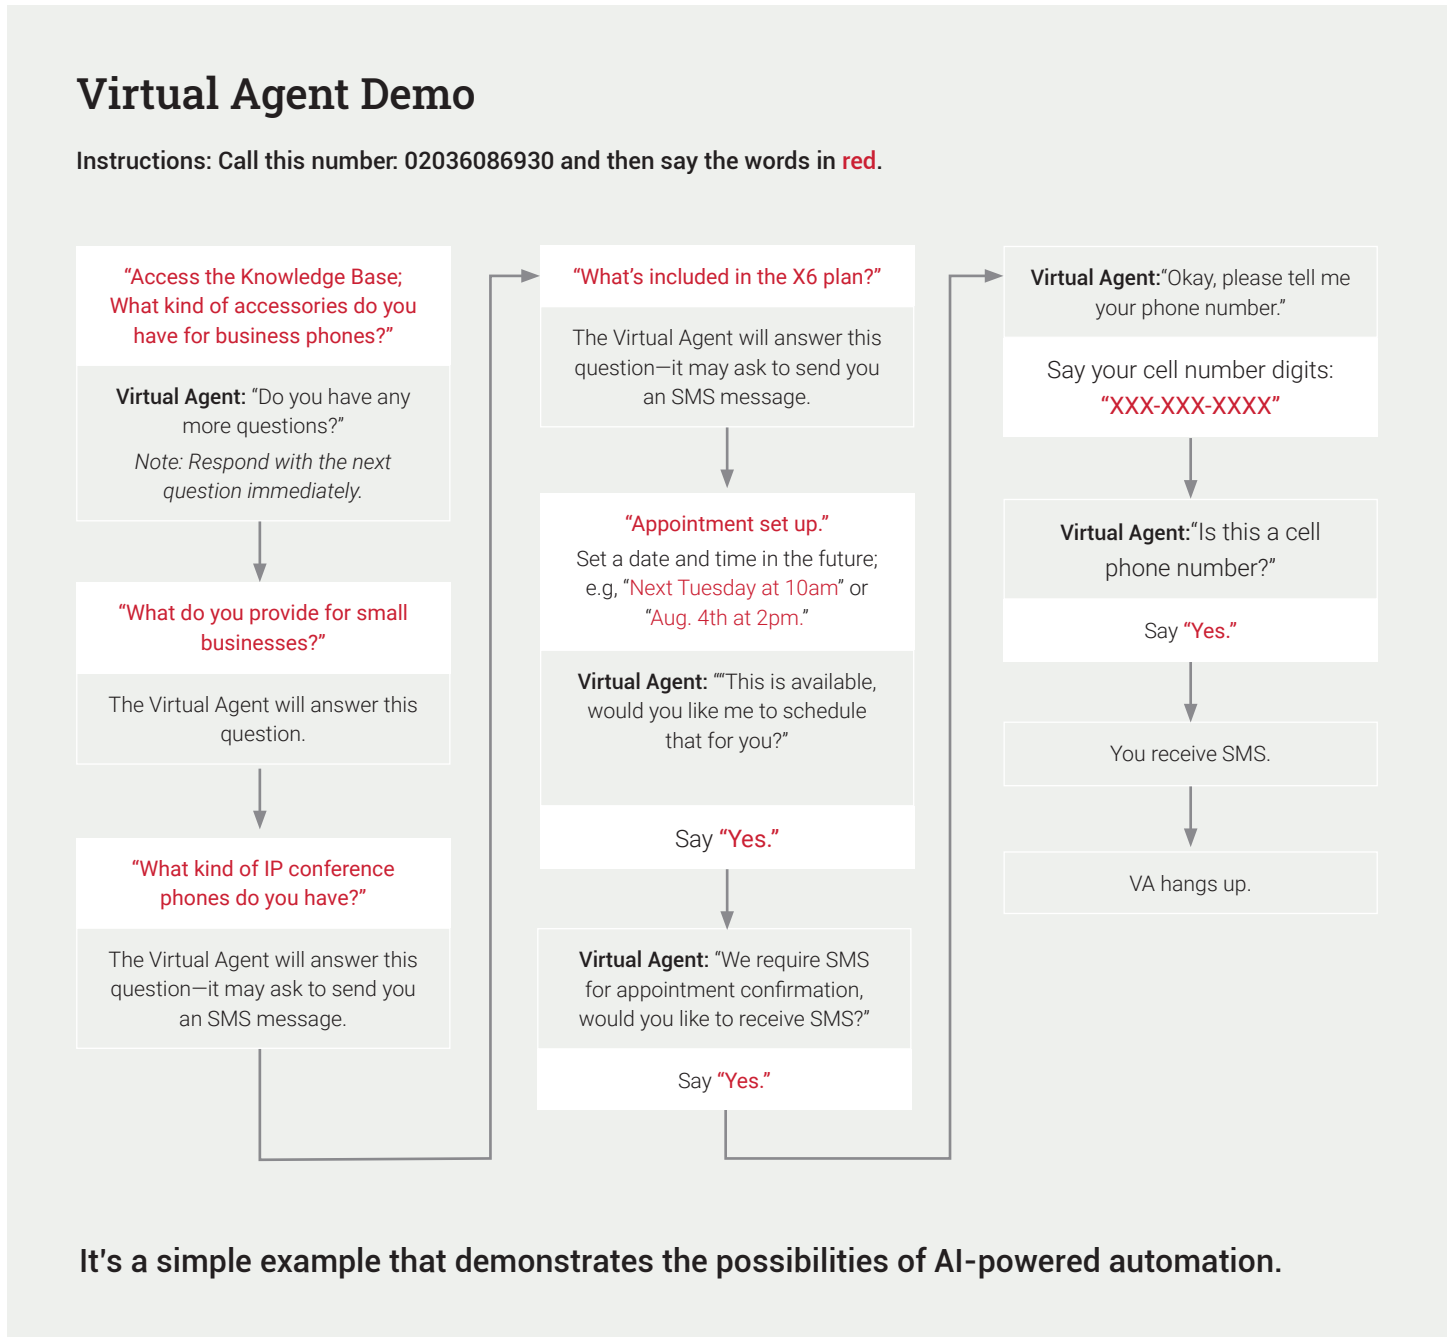 Virtual Agent Demo
Instructions: Call this number: 02036086930 and then say the words in red.
“Access the Knowledge Base;
What kind of accessories do you
have for business phones?”
Virtual Agent: “Do you have any
more questions?”
Note: Respond with the next
question immediately.
“What do you provide for small
businesses?”
The Virtual Agent will answer this
question.
“What kind of IP conference
phones do you have?”
The Virtual Agent will answer this
question—it may ask to send you
an SMS message.
“What’s included in the X6 plan?”
The Virtual Agent will answer this
question—it may ask to send you
an SMS message.
“Appointment set up.”
Set a date and time in the future;
e.g, “Next Tuesday at 10am” or
“Aug. 4th at 2pm.”
Virtual Agent: ““This is available,
would you like me to schedule
that for you?”
Say “Yes.”
Virtual Agent: “We require SMS
for appointment confirmation,
would you like to receive SMS?”
Say “Yes.”
Virtual Agent:“Okay, please tell me
your phone number.”
Say your cell number digits:
“XXX-XXX-XXXX”
Virtual Agent:“Is this a cell
phone number?”
Say “Yes.”
You receive SMS.
VA hangs up.
It's a simple example that demonstrates the possibilities of AI-powered automation.